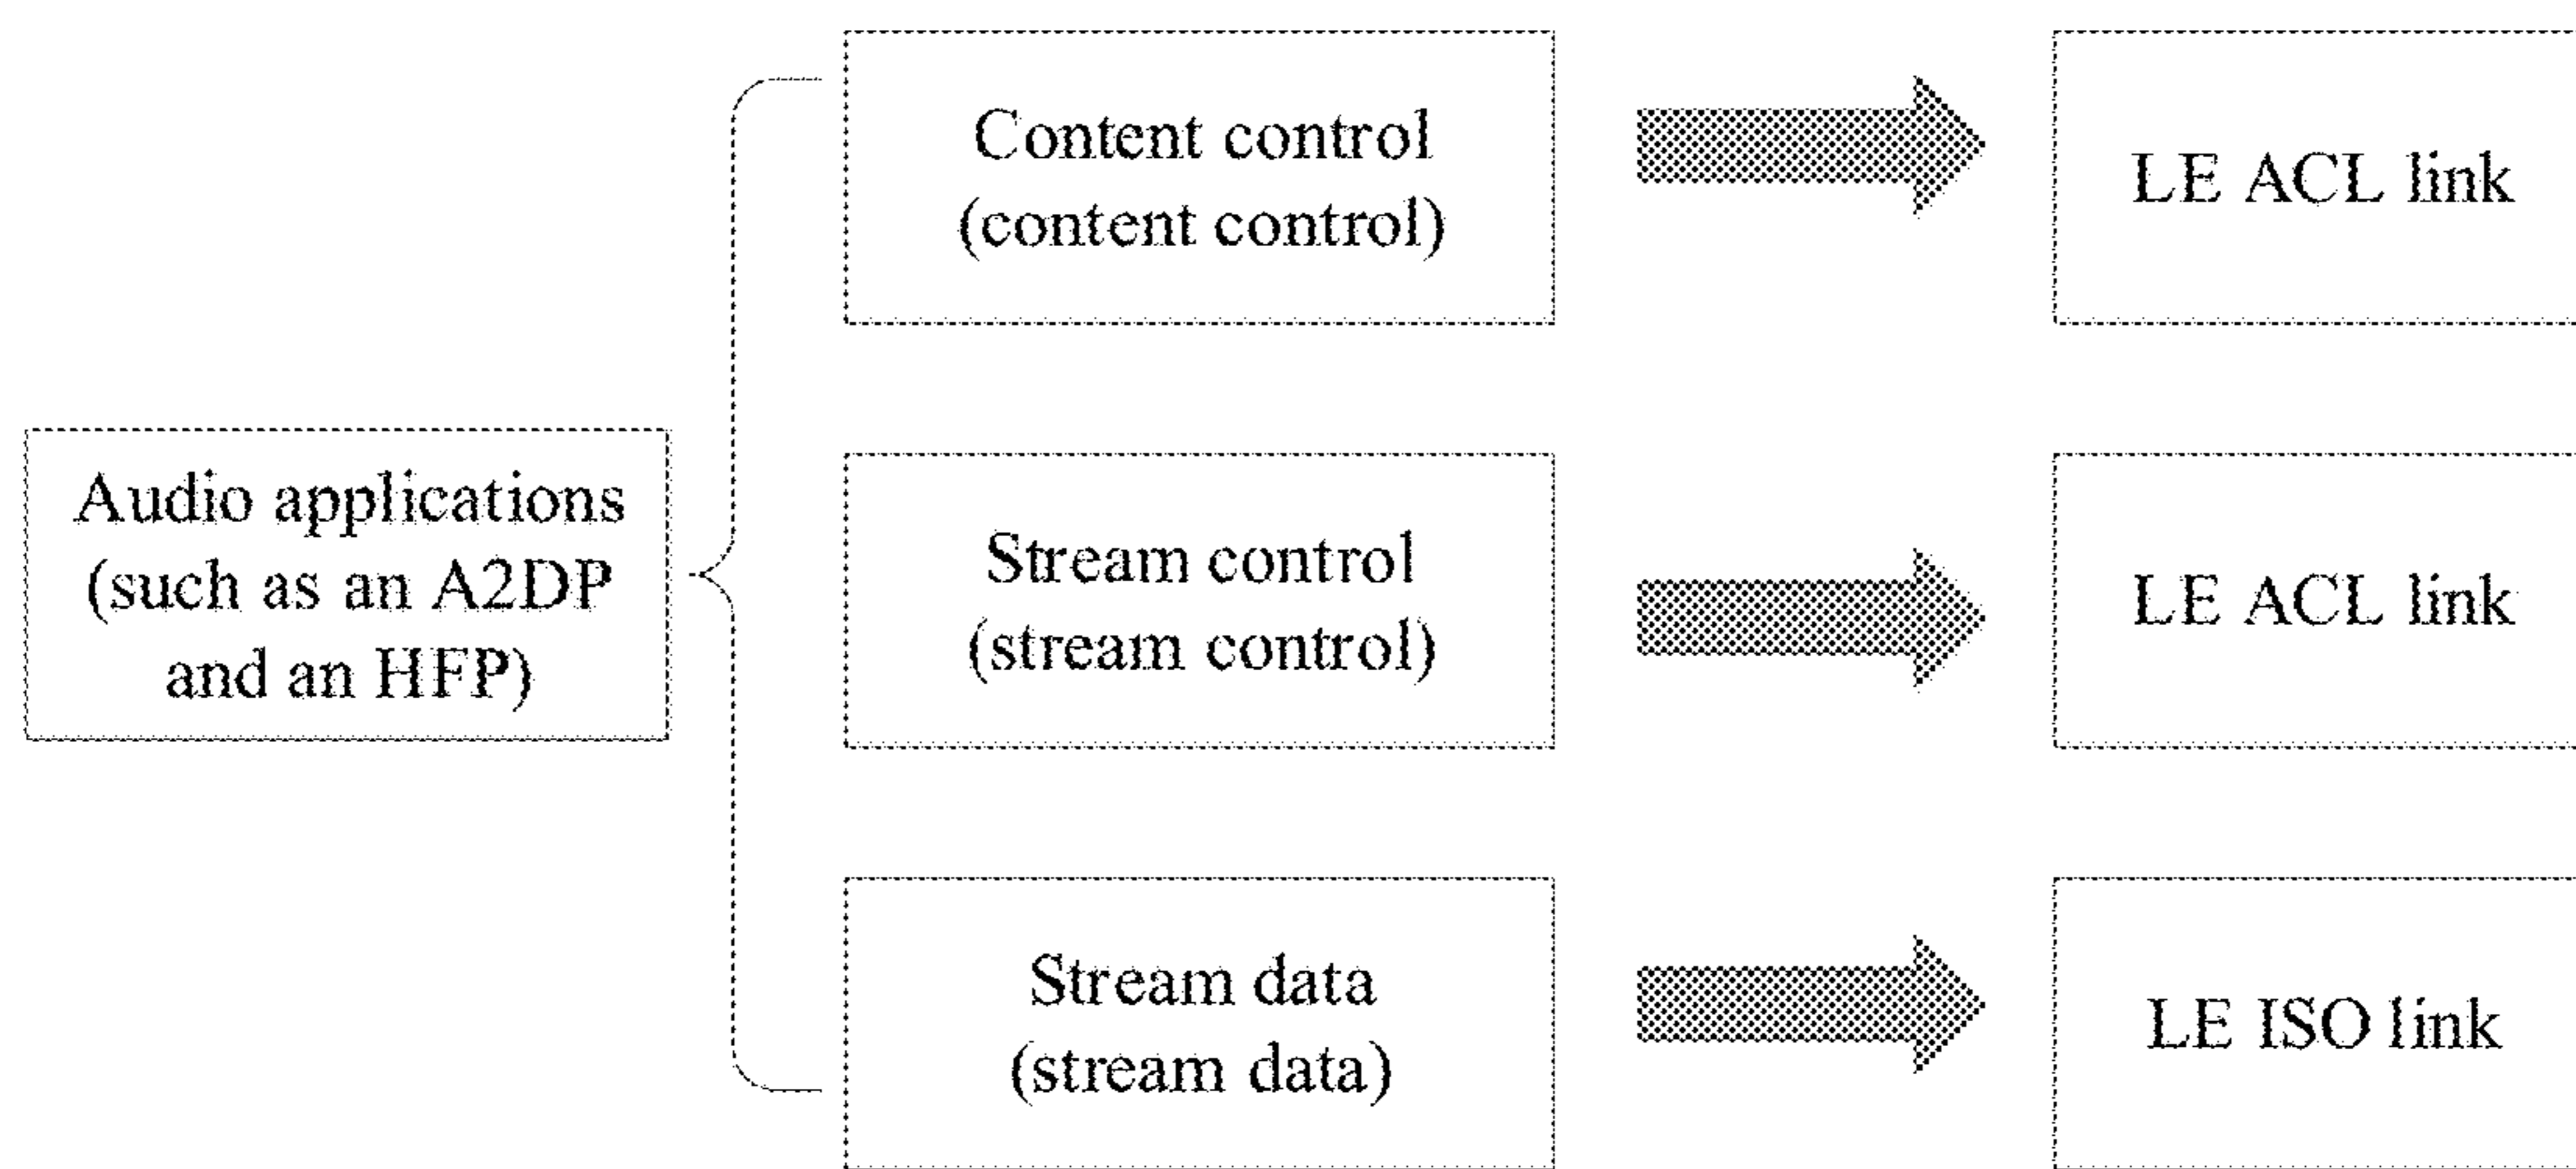 Content control
(content control)
LE ACL link
Audio applications
(such as an A2DP
and an HFP)
Stream control
(stream control)
LE ACL link
Stream data
(stream data)
LE ISO link